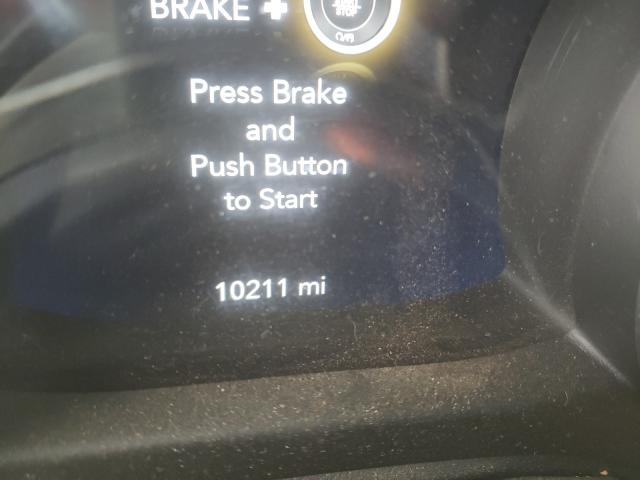 BRAKE +
Press Brake
and
Push Button
to Start
10211 mi